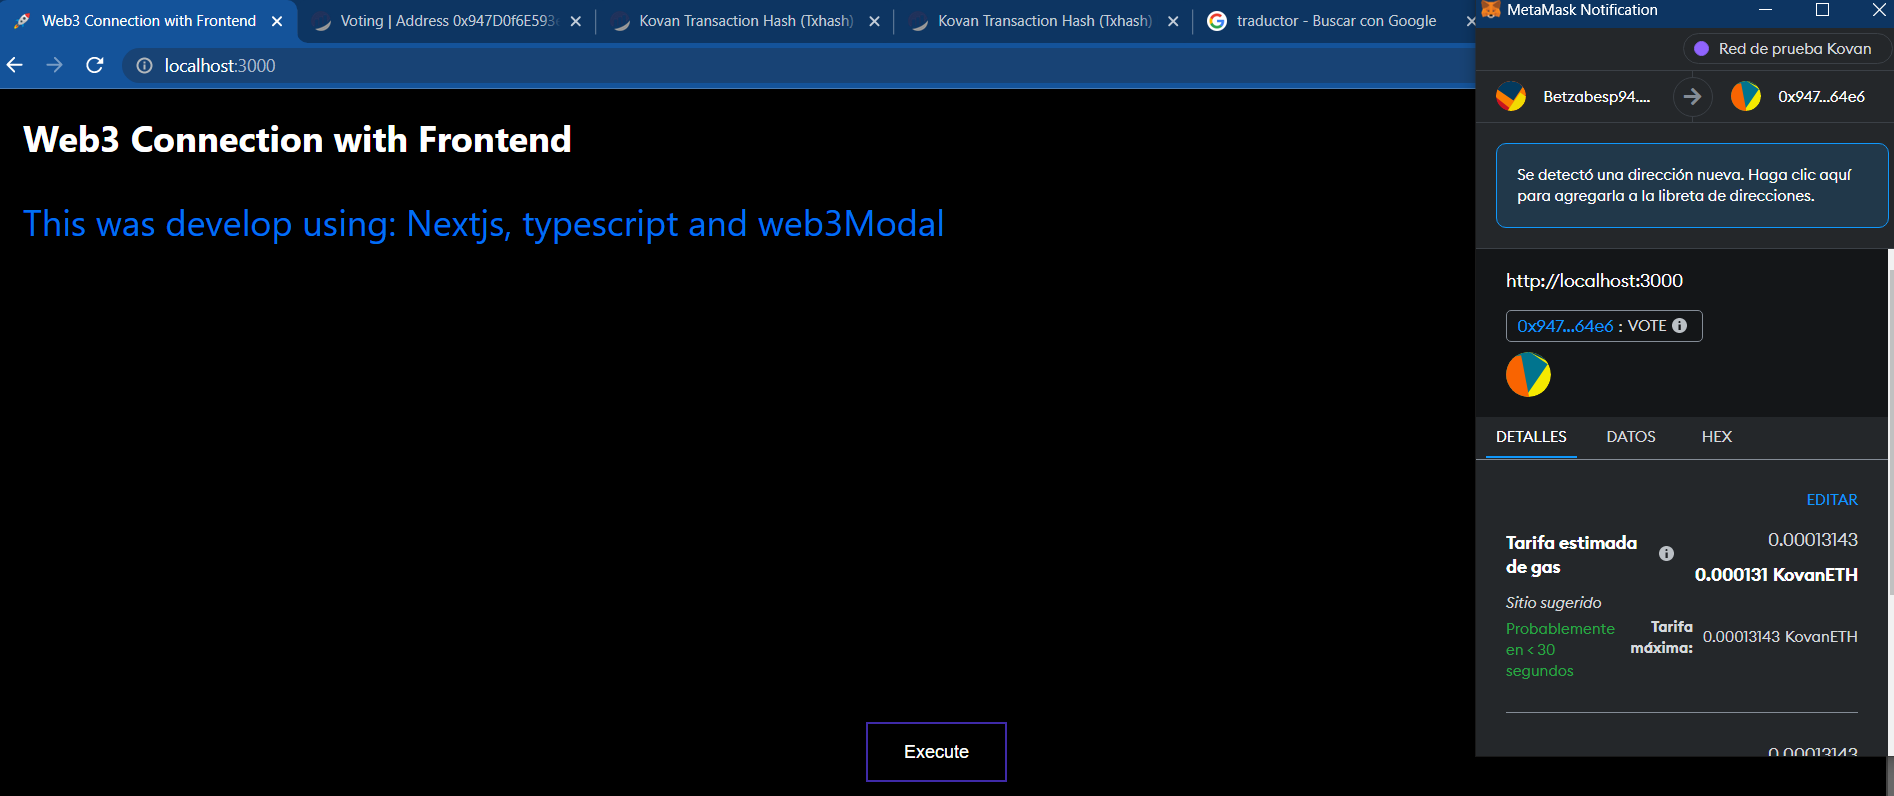 Web3 Connection with Frontend
Voting | Address 0x947D0f6E593
Kovan Transaction Hash (Txhash)
Kovan Transaction Hash (Txhash)
traductor - Buscar con Google
localhost:3000
Web3 Connection with Frontend
This was develop using: Nextjs, typescript and web3Modal
Execute
MetaMask Notification
Red de prueba Kovan
Betzabesp94....
0x947...64e6
Se detectó una dirección nueva. Haga clic aquí
para agregarla a la libreta de direcciones.
http://localhost:3000
0x947...64e6 : VOTE
DETALLES DATOS HEX
EDITAR
Tarifa estimada
de gas
0.00013143
0.000131 KovanETH
Sitio sugerido
Probablemente
en < 30
segundos
Tarifa
máxima:
0.00013143 KovanETH
0.00013143